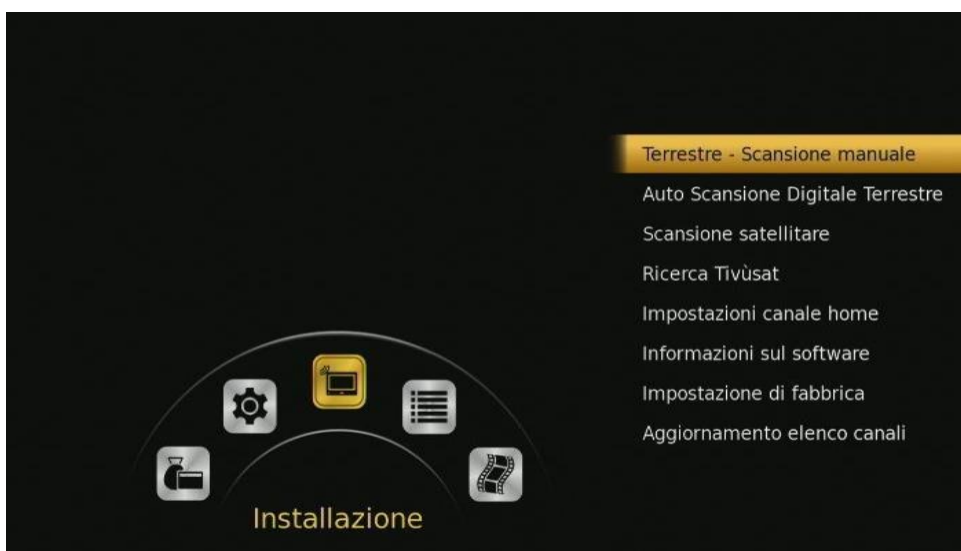 Terrestre - Scansione manuale
Auto Scansione Digitale Terrestre
Scansione satellitare
Ricerca Tivùsat
Impostazioni canale home
Informazioni sul software
Impostazione di fabbrica
Aggiornamento elenco canali
Installazione